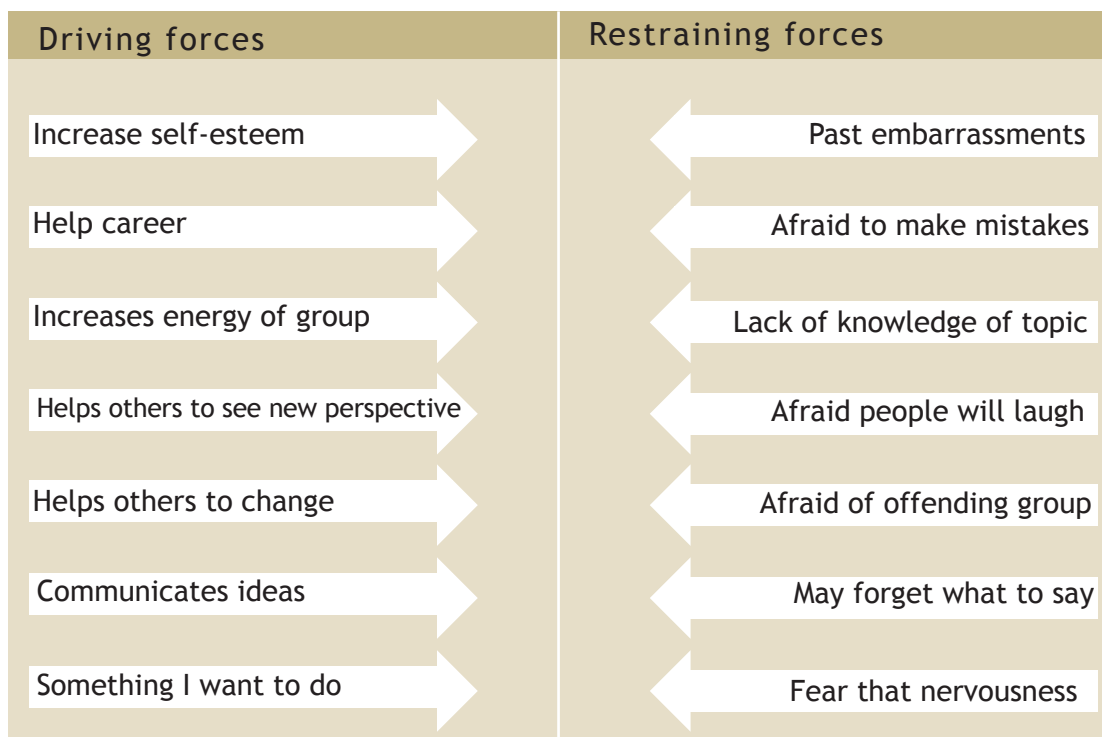 Driving forces
Restraining forces
Increase self-esteem
Past embarrassments
Help career
Afraid to make mistakes
Increases energy of group
Lack of knowledge of topic
Helps others to see new perspective
Afraid people will laugh
Helps others to change
Afraid of offending group
Communicates ideas
May forget what to say
Something I want to do
Fear that nervousness